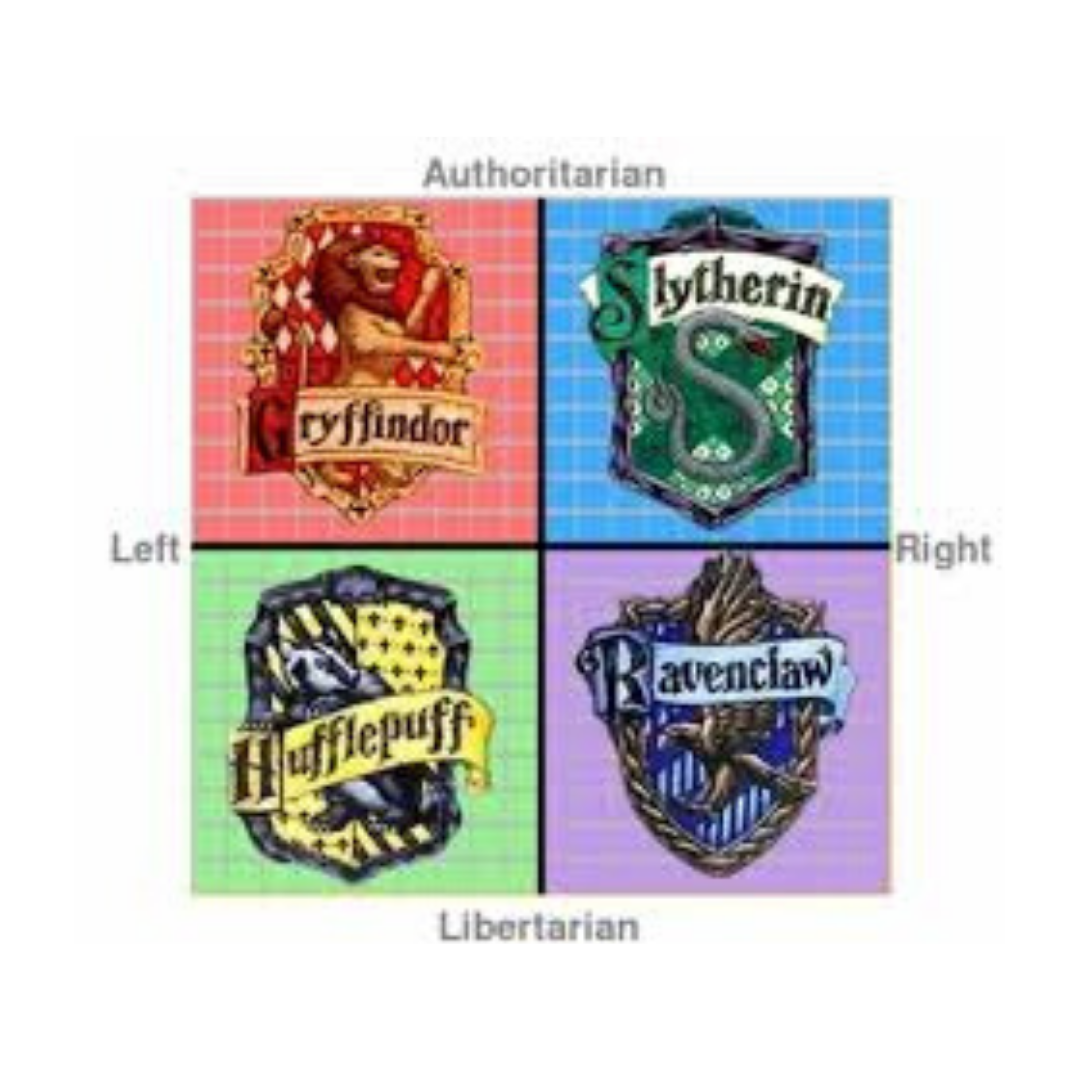 Authoritarian
Gryffindor
Slytherin
Left
Right
Hufflepuff
Ravenclaw
Libertarian